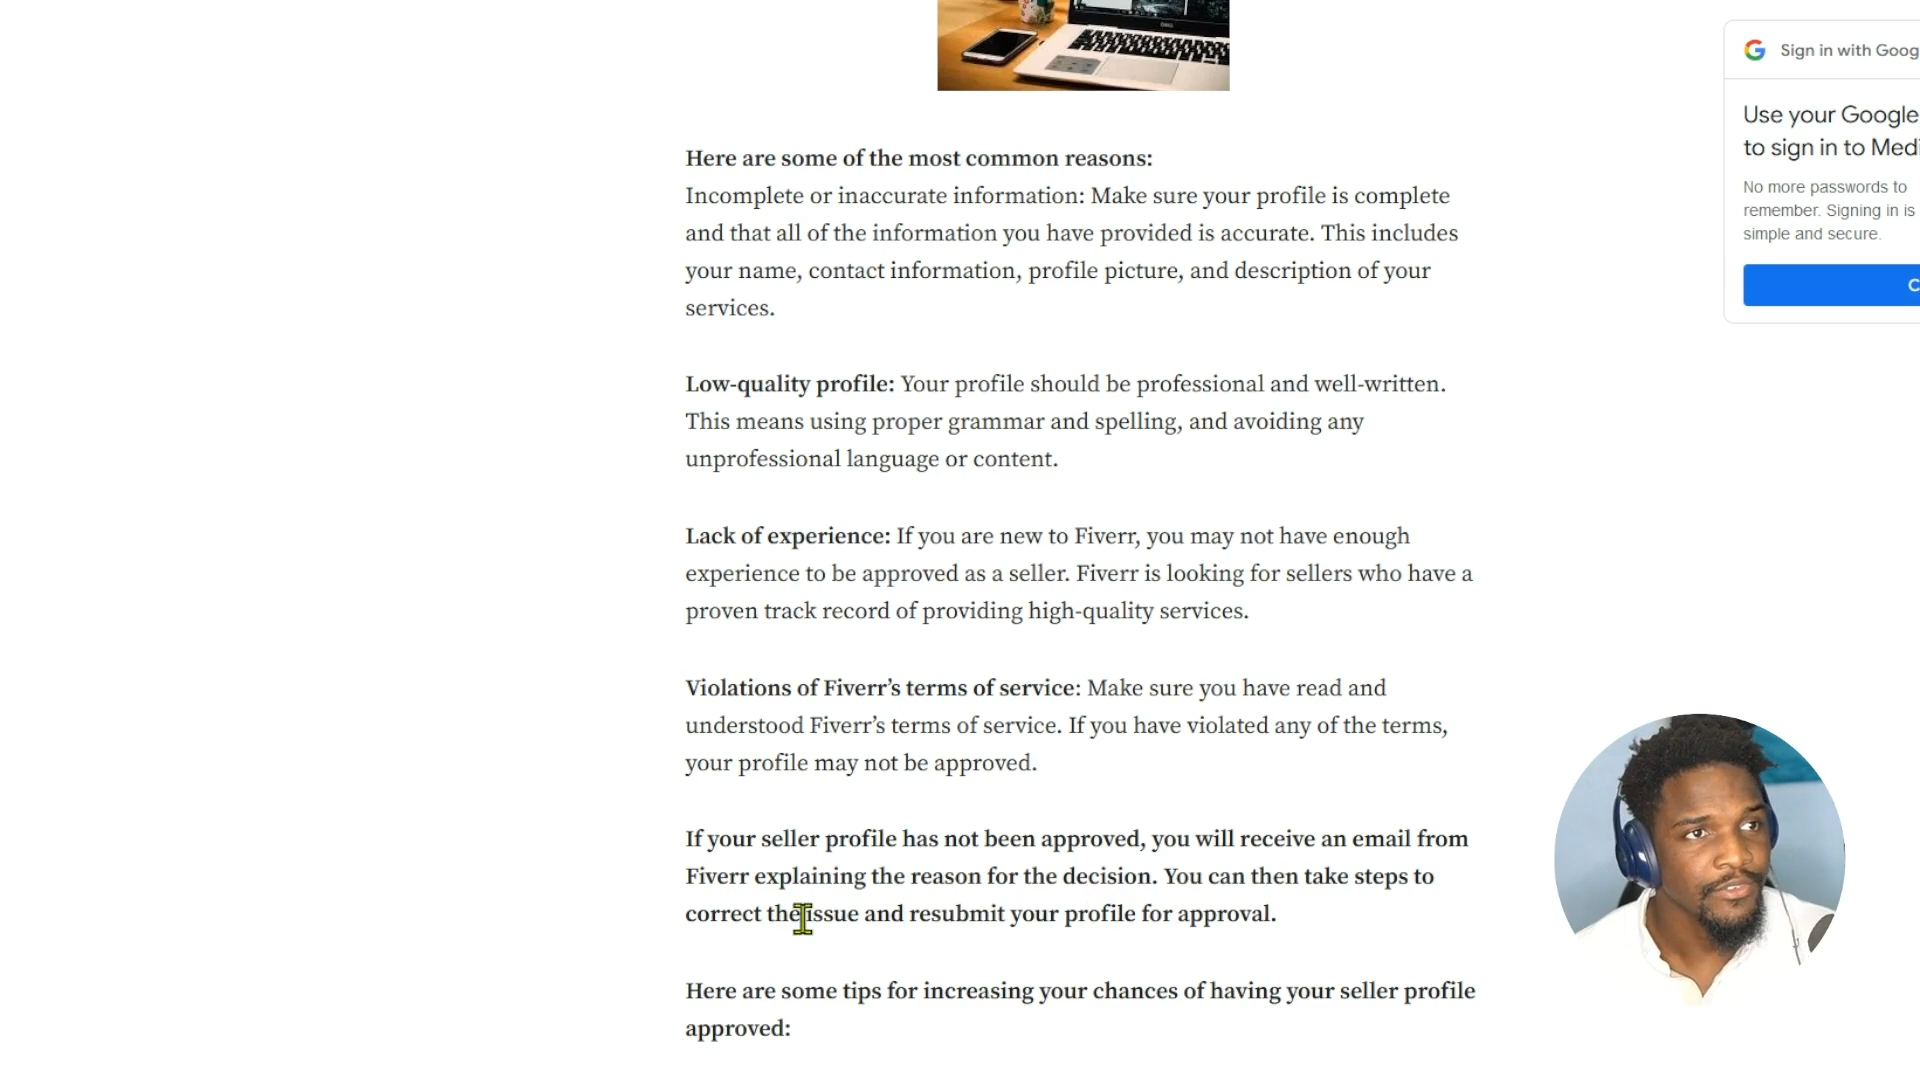 Sign in with Goog
Use your Google
to sign in to Medi
No more passwords to
remember. Signing in is
simple and secure.
C
Here are some of the most common reasons:
Incomplete or inaccurate information: Make sure your profile is complete
and that all of the information you have provided is accurate. This includes
your name, contact information, profile picture, and description of your
services.
Low-quality profile: Your profile should be professional and well-written.
This means using proper grammar and spelling, and avoiding any
unprofessional language or content.
Lack of experience: If you are new to Fiverr, you may not have enough
experience to be approved as a seller. Fiverr is looking for sellers who have a
proven track record of providing high-quality services.
Violations of Fiverr’s terms of service: Make sure you have read and
understood Fiverr’s terms of service. If you have violated any of the terms,
your profile may not be approved.
If your seller profile has not been approved, you will receive an email from
Fiverr explaining the reason for the decision. You can then take steps to
correct the issue and resubmit your profile for approval.
Here are some tips for increasing your chances of having your seller profile
approved: